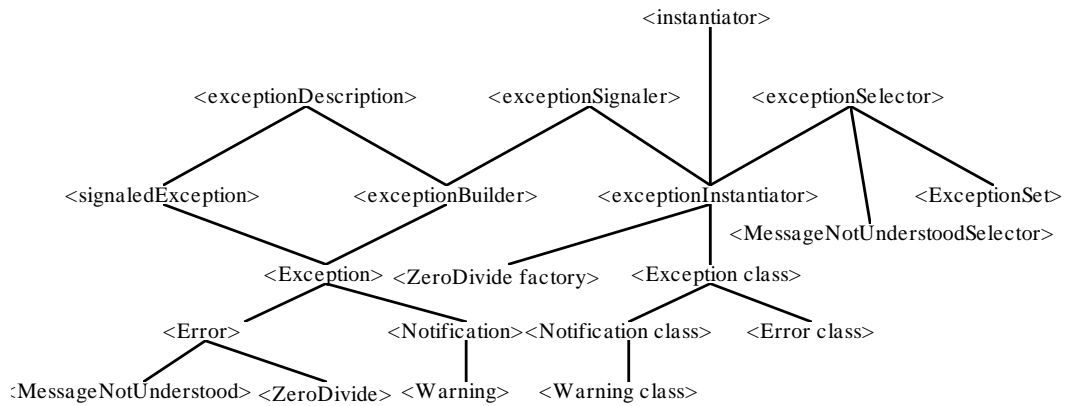 <instantiator>
<exceptionDescription> <exceptionSignaler> <exceptionSelector>
<signaledException> <exceptionBuilder> <exceptionInstantiator> <ExceptionSet>
<MessageNotUnderstoodSelector>
<Exception> <ZeroDivide factory> <Exception class>
<Error> <Notification> <Notification class> <Error class>
<MessageNotUnderstood> <ZeroDivide> <Warning> <Warning class>